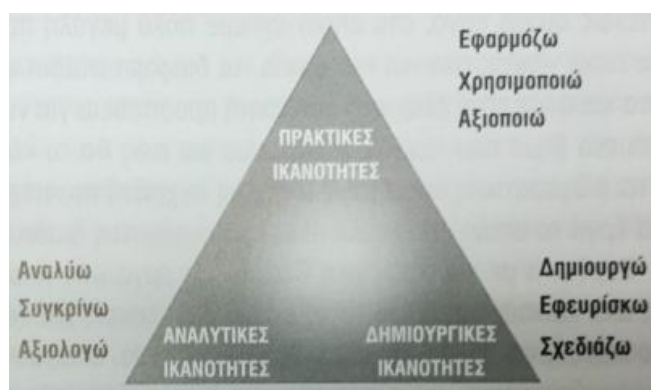 Εφαρμόζω
Χρησιμοποιώ
Αξιοποιώ
ΠΡΑΚΤΙΚΕΣ
ΙΚΑΝΟΤΗΤΕΣ
Αναλύω
Συγκρίνω
Αξιολογώ
ΑΝΑΛΥΤΙΚΕΣ
ΙΚΑΝΟΤΗΤΕΣ
ΔΗΜΙΟΥΡΓΙΚΕΣ
ΙΚΑΝΟΤΗΤΕΣ
Δημιουργώ
Εφευρίσκω
Σχεδιάζω